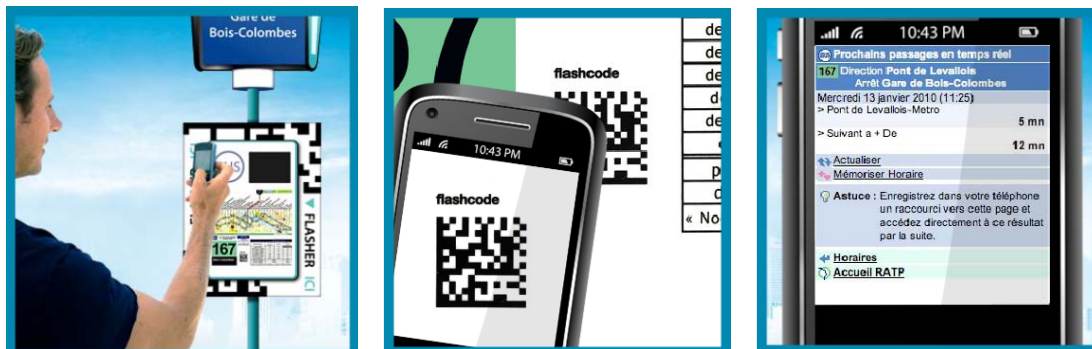 Gare de
Bois-Colombes
BUS
FLASHER ICI
167
flashcode
de
de
de
d
de
p
« No
10:43 PM
flashcode
10:43 PM
Prochains passages en temps réel
167 Direction Pont de Levallois
Arrêt Gare de Bois-Colombes
Mercredi 13 janvier 2010 (11:25)
> Pont de Levallois-Metro
5 mn
> Suivant a + De
12 mn
Actualiser
Mémoriser Horaire
Astuce : Enregistrez dans votre téléphone
un raccourci vers cette page et
accédez directement à ce résultat
par la suite.
Horaires
Accueil RATP